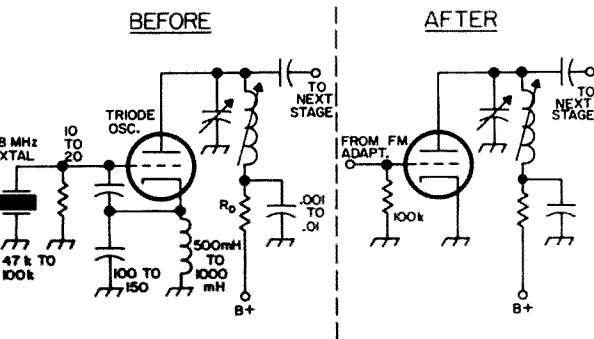 BEFORE
TRIODE
OSC.
10
TO
20
8 MHz
XTAL
47 k TO
100k
100 TO
150
500mH
TO
1000
mH
RD
.001
TO
.01
B+
TO
NEXT
STAGE
AFTER
FROM FM
ADAPT.
100k
TO
NEXT
STAGE
B+